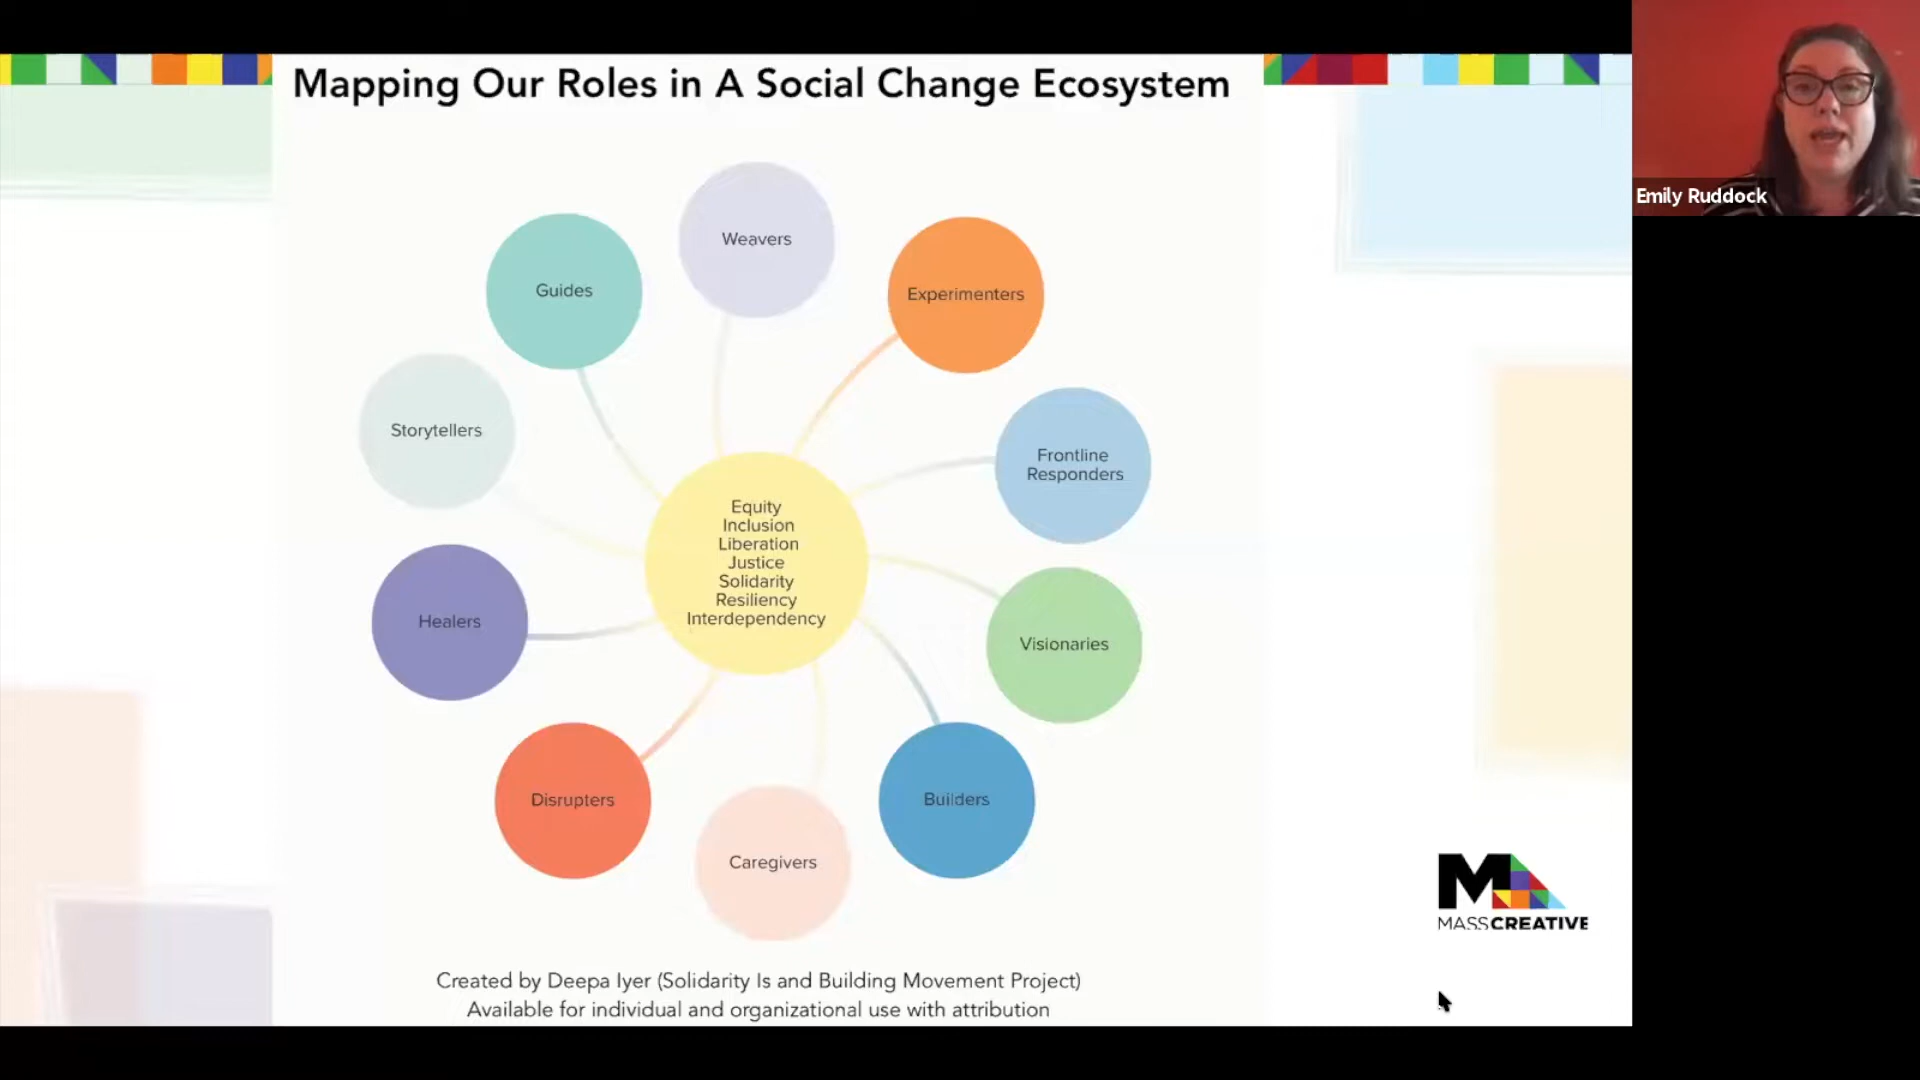 Mapping Our Roles in A Social Change Ecosystem
Emily Ruddock
Weavers
Guides
Experimenters
Storytellers
Frontline
Responders
Equity
Inclusion
Liberation
Justice
Solidarity
Resiliency
Interdependency
Healers
Visionaries
Disrupters
Builders
Caregivers
M
MASSCREATIVE
Created by Deepa Iyer (Solidarity Is and Building Movement Project)
Available for individual and organizational use with attribution